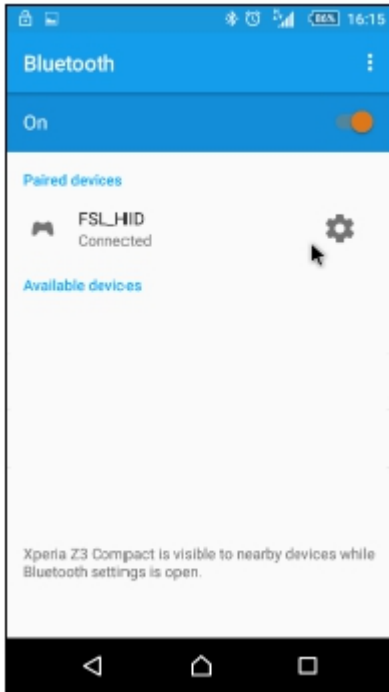 86% 16:15
Bluetooth
On
Paired devices
FSL_HID
Connected
Available devices
Xperia Z3 Compact is visible to nearby devices while
Bluetooth settings is open.